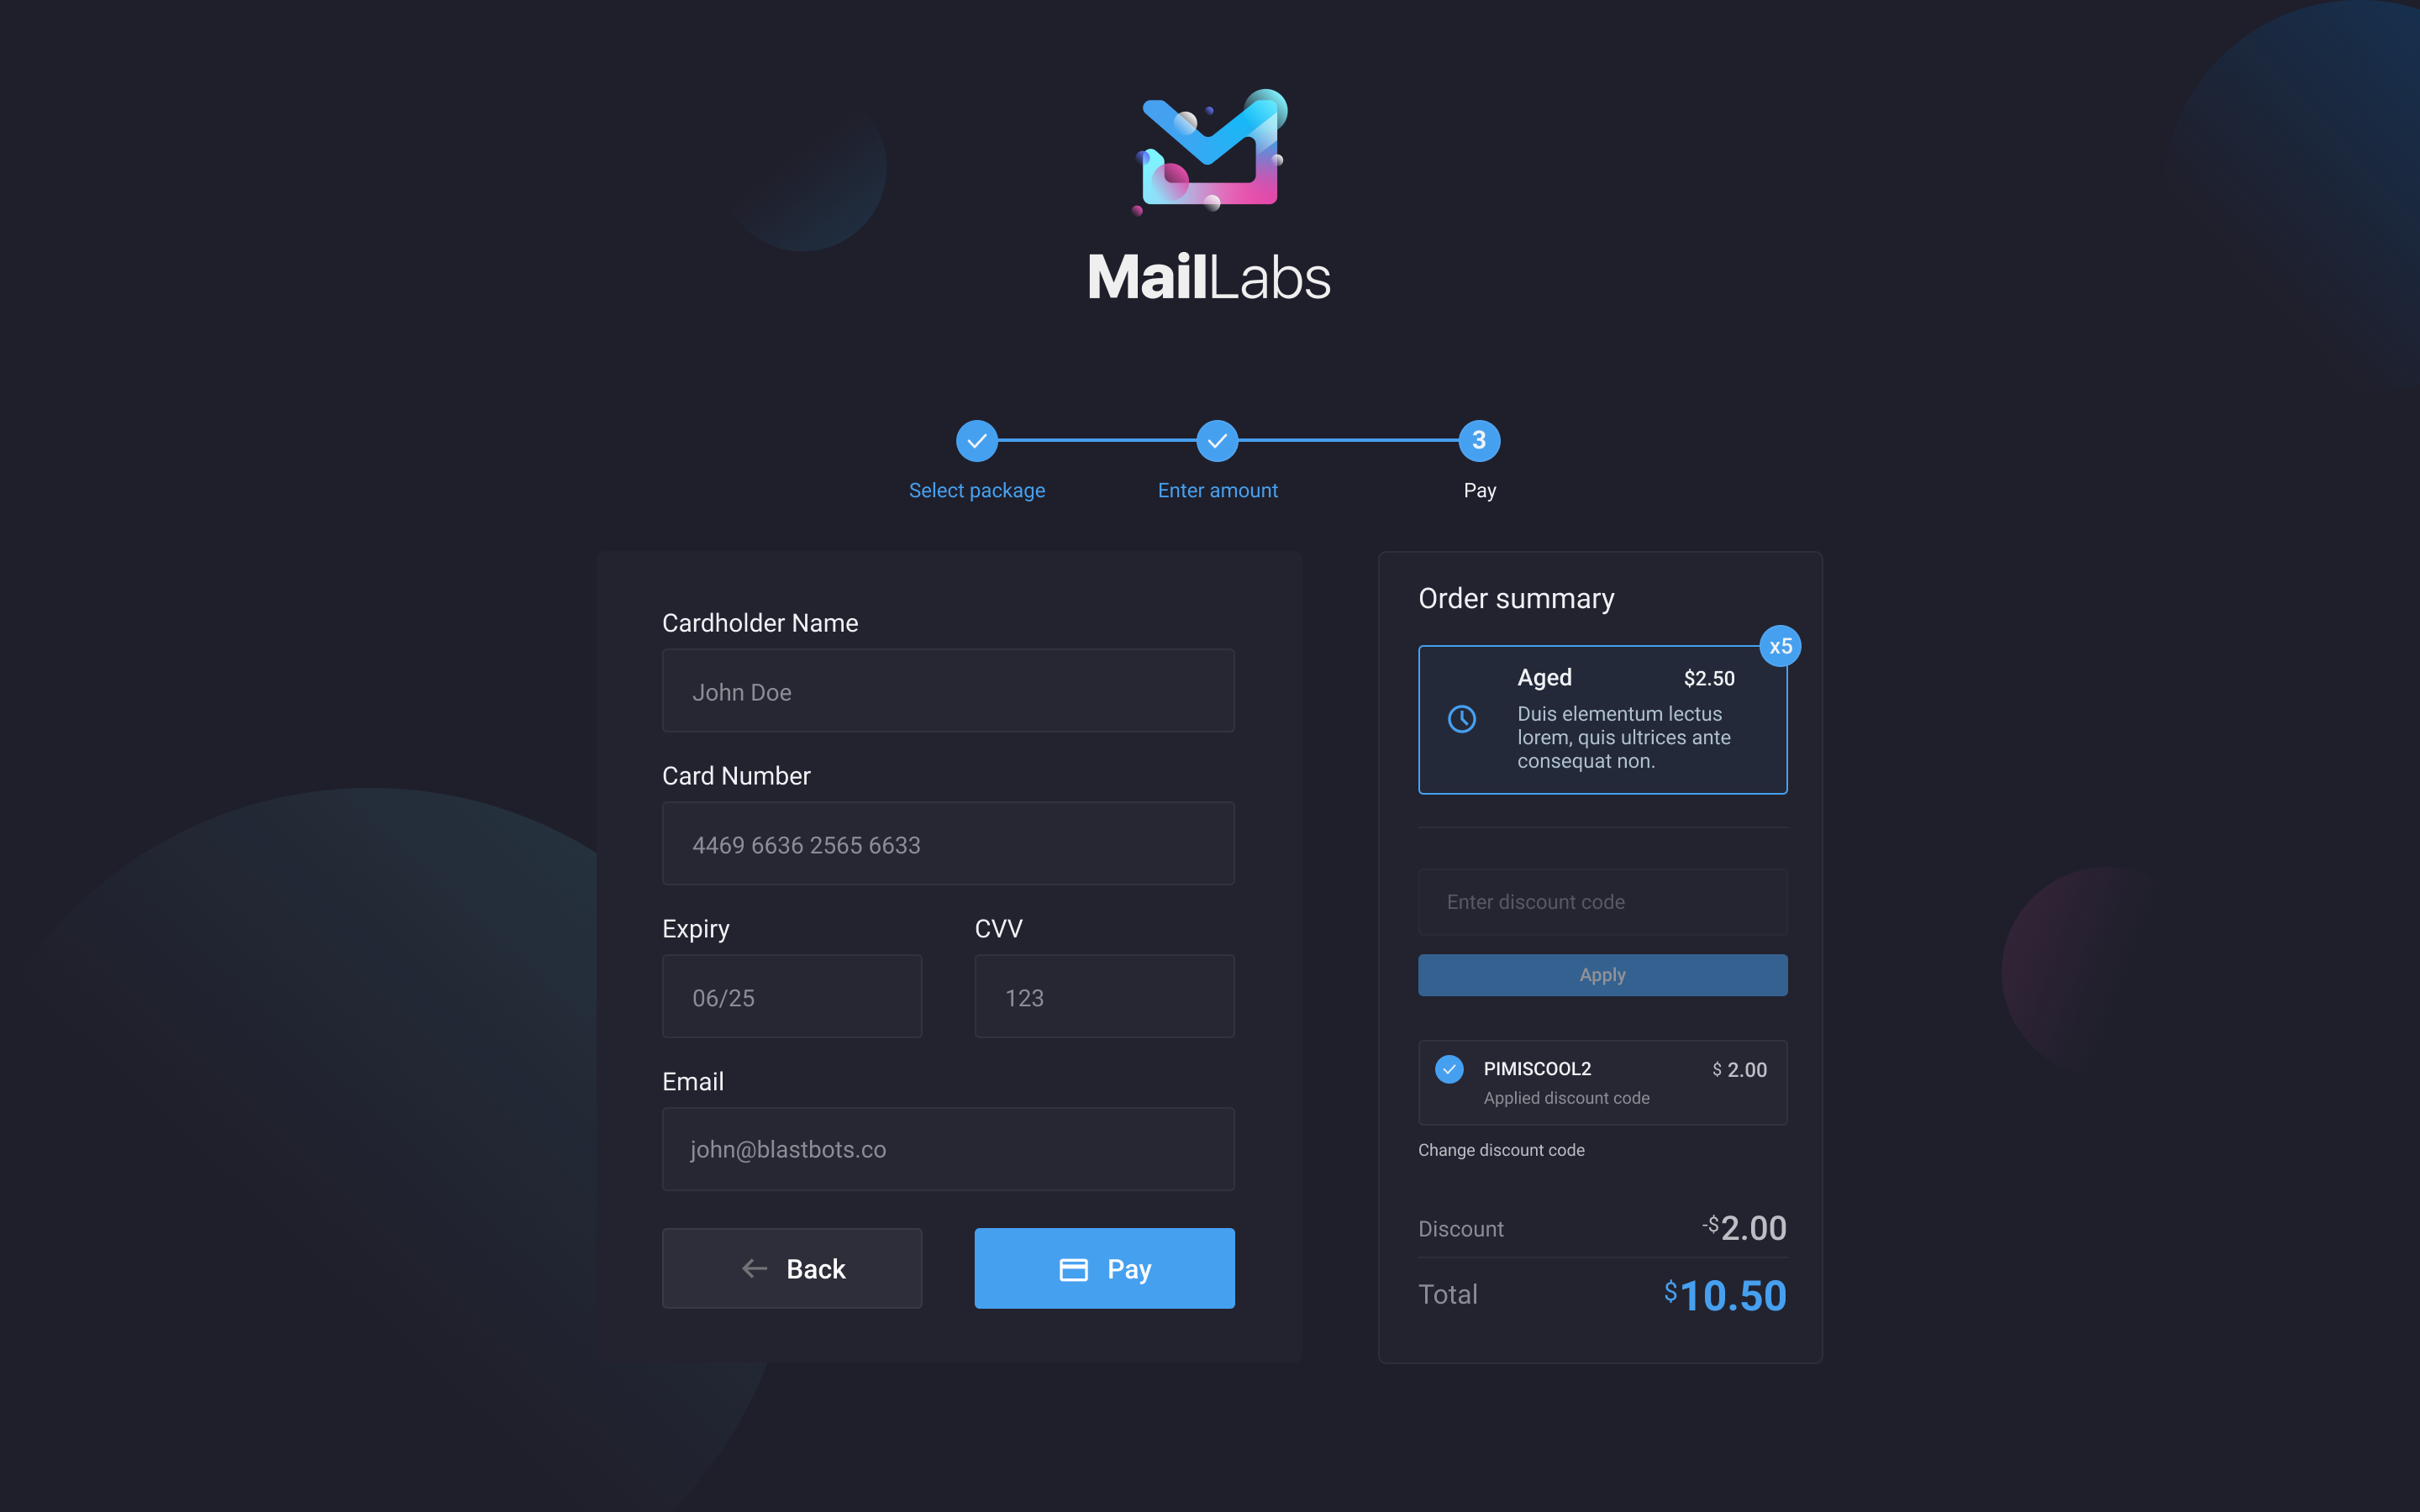 MailLabs
3
Select package
Enter amount
Pay
Cardholder Name
John Doe
Card Number
4469 6636 2565 6633
Expiry
CVV
06/25
123
Email
john@blastbots.co
Back
Pay
Order summary
x5
Aged
$2.50
Duis elementum lectus
lorem, quis ultrices ante
consequat non.
Enter discount code
Apply
PIMISCOOL2
$ 2.00
Applied discount code
Change discount code
Discount
-$2.00
Total
$10.50